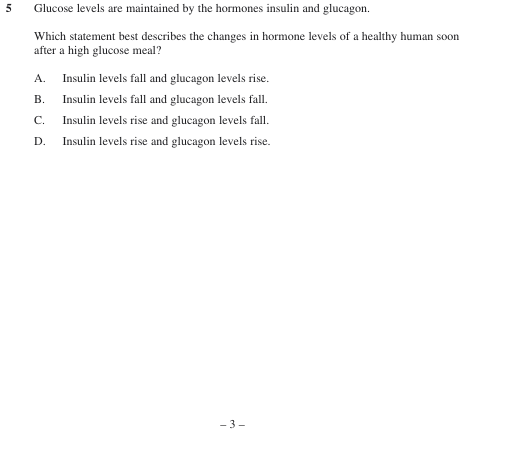 5 Glucose levels are maintained by the hormones insulin and glucagon.
Which statement best describes the changes in hormone levels of a healthy human soon
after a high glucose meal?
A. Insulin levels fall and glucagon levels rise.
B. Insulin levels fall and glucagon levels fall.
C. Insulin levels rise and glucagon levels fall.
D. Insulin levels rise and glucagon levels rise.
– 3 –